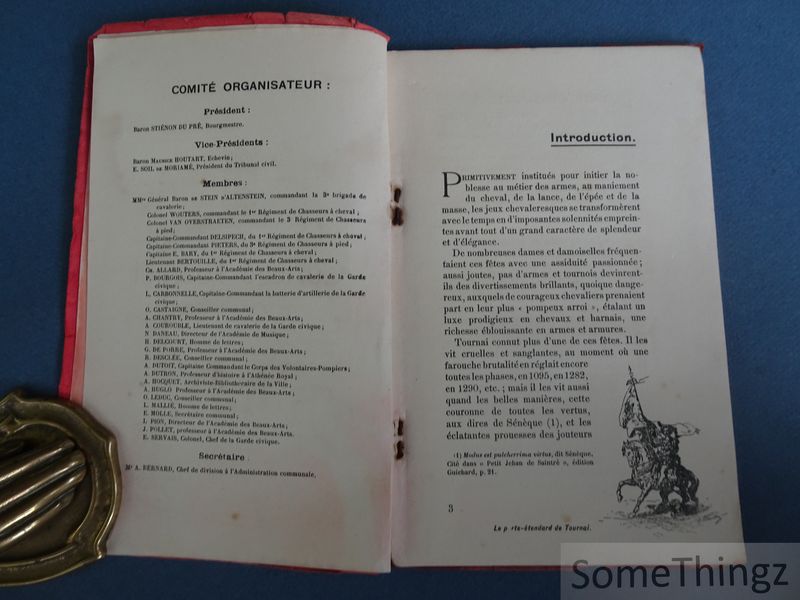 COMITÉ ORGANISATEUR :
Président :
Baron STIÉNON DU PRÉ, Bourgmestre.
Vice-Présidents :
Baron Maurice HOUTART, Echevin;
E. SOIL de MORIAMÉ, Président du Tribunal civil.
Membres :
MMrs Général Baron de STEIN d'ALTENSTEIN, commandant la 3e brigade de
cavalerie;
Colonel WOUTERS, commandant le 1er Régiment de Chasseurs à cheval;
Colonel VAN OVERSTRAETEN, commandant le 3e Régiment de Chasseurs
à pied;
Capitaine-Commandant DELSIPECH, du 1er Régiment de Chasseurs à cheval;
Capitaine-Commandant PIETERS, du 3e Régiment de Chasseurs à pied;
Capitaine E. BARY, du 1er Régiment de Chasseurs à cheval;
Lieutenant BERTOUILLE, du 1er Régiment de Chasseurs à cheval;
Ch. ALLARD, Professeur à l'Académie des Beaux-Arts;
P. BOURGOIS, Capitaine-Commandant l'escadron de cavalerie de la Garde
civique;
L. CARBONNELLE, Capitaine-Commandant la batterie d'artillerie de la Garde
civique;
O. CASTAIGNE, Conseiller communal;
A. CHANTRY, Professeur à l'Académie des Beaux-Arts;
A COUROUBLE, Lieutenant de cavalerie de la Garde civique;
N. DANEAU, Directeur de l'Académie de Musique;
H. DELCOURT, Homme de lettres;
G. DE PORRE, Professeur à l'Académie des Beaux-Arts;
R. DESCLÉE, Conseiller communal;
A. DUTOIT, Capitaine Commandant le Corps des Volontaires-Pompiers;
A. DUTRON, Professeur d'histoire à l'Athénée Royal;
A. HOCQUET, Archiviste-Bibliothécaire de la Ville;
A. HUGLO Professeur à l'Académie des Beaux-Arts;
O. LEDUC, Conseiller communal;
L. MALLIÉ, Homme de lettres;
E. MOLLE, Secrétaire communal;
L. PION, Directeur de l'Académie des Beaux-Arts;
J. POLLET, professeur à l'Académie des Beaux-Arts.
E. SERVAIS, Colonel, Chef de la Garde civique.
Secrétaire
Mr A. BERNARD, Chef de division à l'Administration communale,
Introduction.
PRIMITIVEMENT institués pour initier la no-
blesse au métier des armes, au maniement
du cheval, de la lance, de l'épée et de la
masse, les jeux chevaleresques se transforment
avec le temps en d'imposantes solennités emprein-
tes avant tout d'un grand caractère de splendeur
et d'élégance.
De nombreuses dames et damoiselles fréquen-
taient ces fêtes avec une assiduité passionnée;
aussi joutes, pas d'armes et tournois devinrent-
ils des divertissements brillants, quoique dange-
reux, auxquels de courageux chevaliers prenaient
part en leur plus « pompeux arroi », étalant un
luxe prodigieux en chevaux et harnais, une
richesse éblouissante en armes et armures.
Tournai connut plus d'une de ces fêtes. Il les
vit cruelles et sanglantes, au moment où une
farouche brutalité en réglait encore
toutes les phases, en 1095, en 1282,
en 1290, etc.; mais il les vit aussi
quand les belles manières, cette
couronne de toutes les vertus,
aux dires de Sénèque (1), et les
éclatantes prouesses des jouteurs
(1) Modus est pulcherrima virtus, dit Sénèque,
Cité dans « Petit Jehan de Saintré », édition
Guichard, p. 21.
3
Le p rte-étendard de Tournai.
SomeThingz